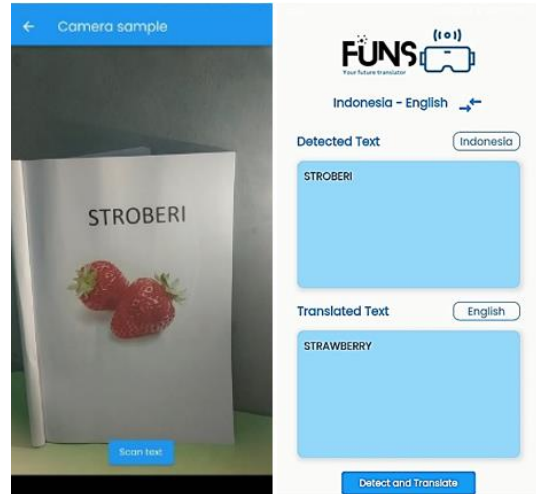 Camera sample
STROBERI
Scan text
FUNS
Your future translator
Indonesia - English
Detected Text
Indonesia
STROBERI
Translated Text
English
STRAWBERRY
Detect and Translate